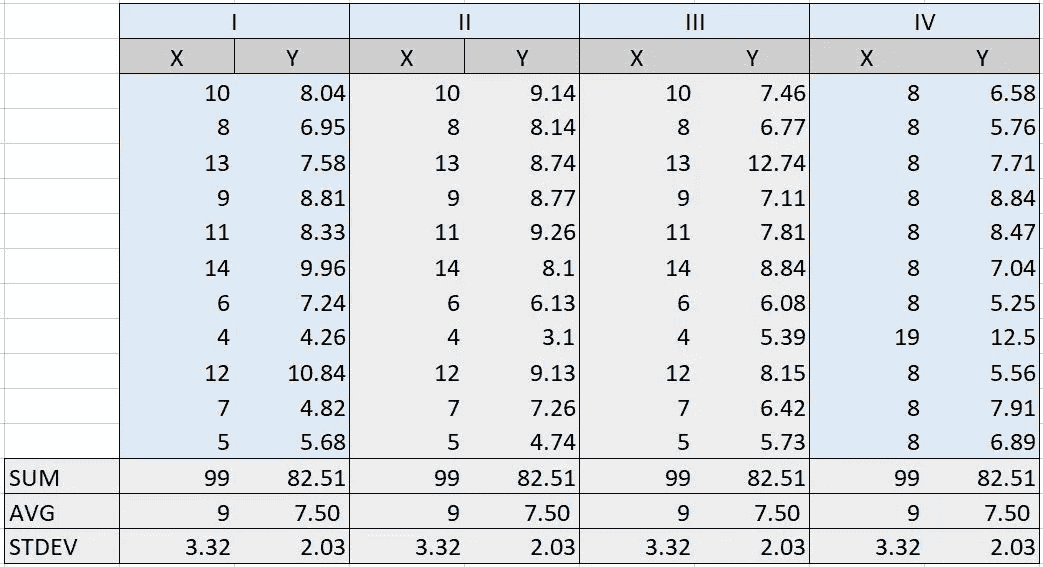 I II III IV
X Y X Y X Y X Y
10 8.04 10 9.14 10 7.46 8 6.58
8 6.95 8 8.14 8 6.77 8 5.76
13 7.58 13 8.74 13 12.74 8 7.71
9 8.81 9 8.77 9 7.11 8 8.84
11 8.33 11 9.26 11 7.81 8 8.47
14 9.96 14 8.1 14 8.84 8 7.04
6 7.24 6 6.13 6 6.08 8 5.25
4 4.26 4 3.1 4 5.39 19 12.5
12 10.84 12 9.13 12 8.15 8 5.56
7 4.82 7 7.26 7 6.42 8 7.91
5 5.68 5 4.74 5 5.73 8 6.89
SUM 99 82.51 99 82.51 99 82.51 99 82.51
AVG 9 7.50 9 7.50 9 7.50 9 7.50
STDEV 3.32 2.03 3.32 2.03 3.32 2.03 3.32 2.03